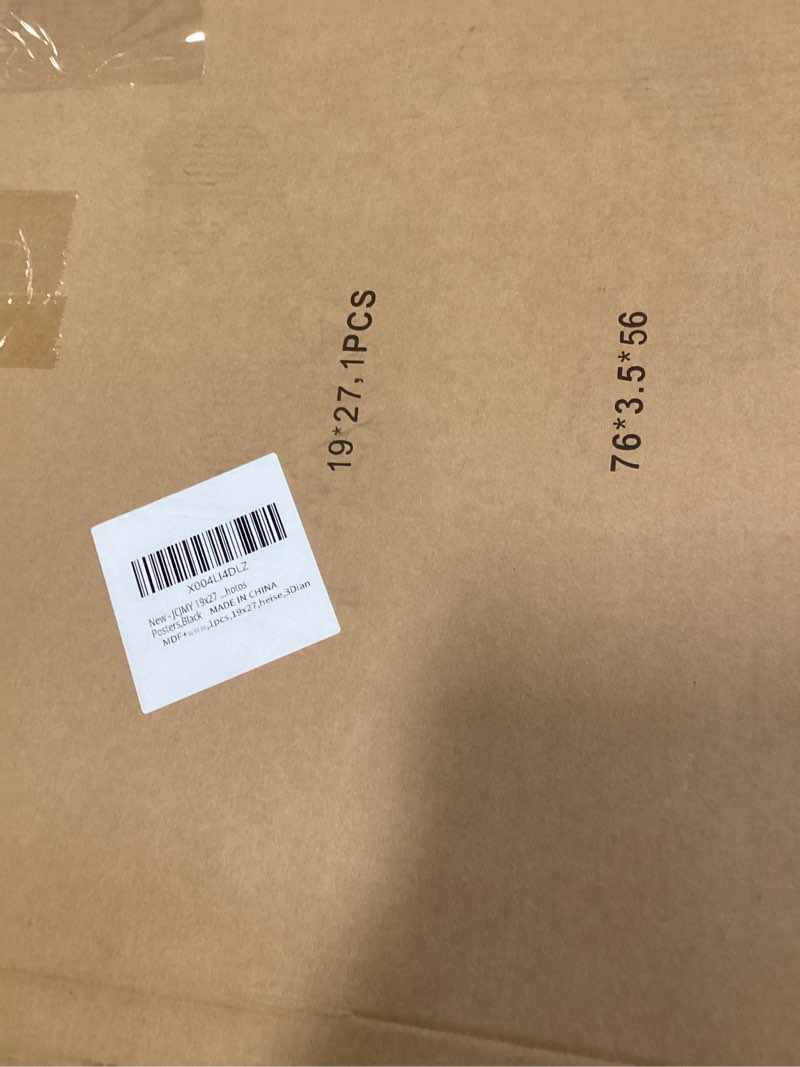 19*27,1PCS
76*3.5*56
X004LI4DLZ
New - JCJMY 19x27 ...hotos
Posters,Black MADE IN CHINA
MDF+ ,1pcs,19x27,heise,3Dian